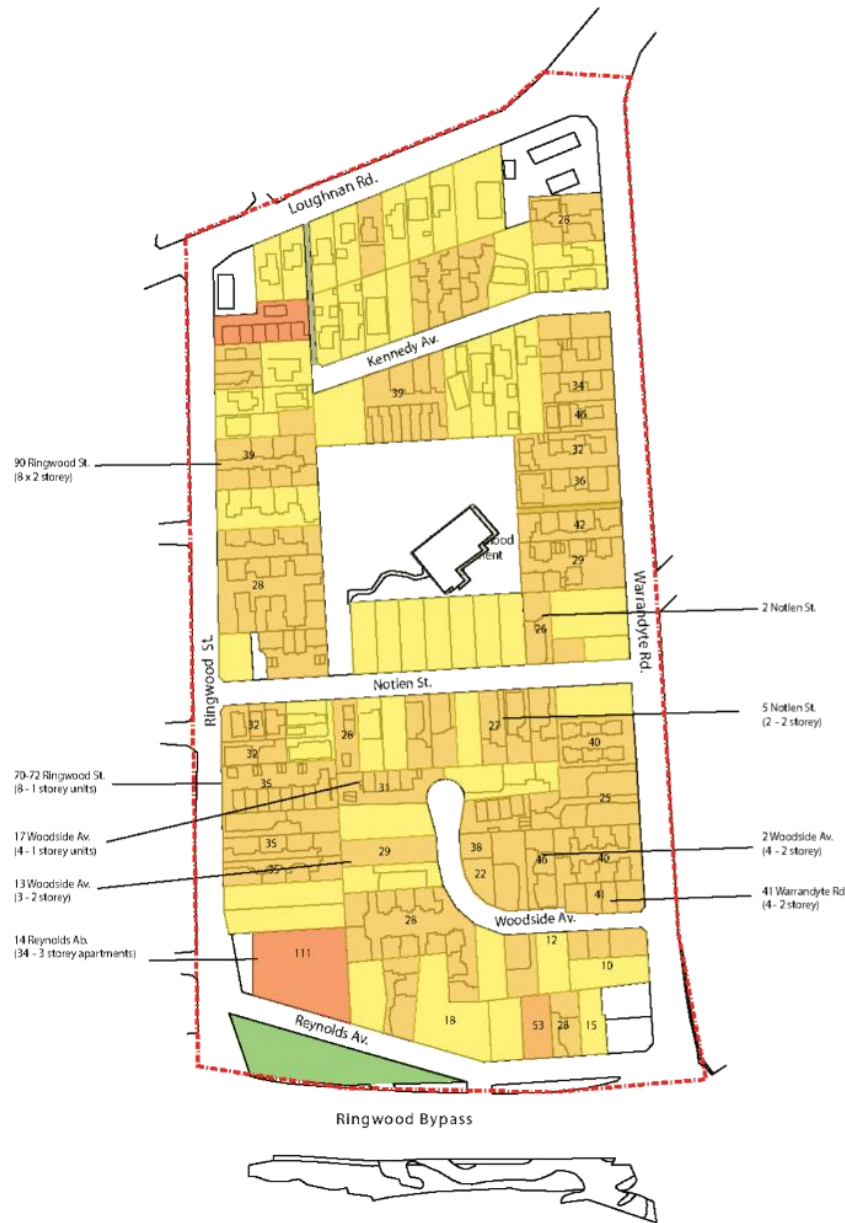 Loughnan Rd.
28
Kennedy Av.
39
34
46
90 Ringwood St.
(8 x 2 storey)
39
32
36
42
ood
ent
29
28
Warrandyte Rd.
2 Notlen St.
26
Ringwood St.
Notlen St.
5 Notlen St.
(2 - 2 storey)
32
28
27
40
32
70-72 Ringwood St.
(8 - 1 storey units)
35
31
25
17 Woodside Av.
(4 - 1 storey units)
35
29
38
46
40
2 Woodside Av.
(4 - 2 storey)
13 Woodside Av.
(3 - 2 storey)
35
22
41
41 Warrandyte Rd
(4 - 2 storey)
28
Woodside Av.
14 Reynolds Ab.
(34 - 3 storey apartments)
111
12
10
Reynolds Av.
18
53
28
15
Ringwood Bypass